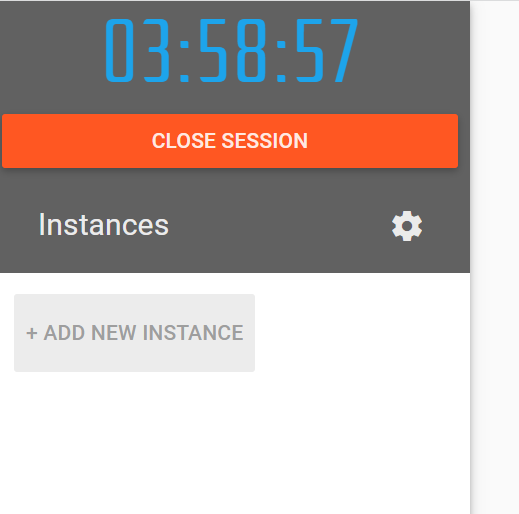 03:58:57
CLOSE SESSION
Instances
+ ADD NEW INSTANCE